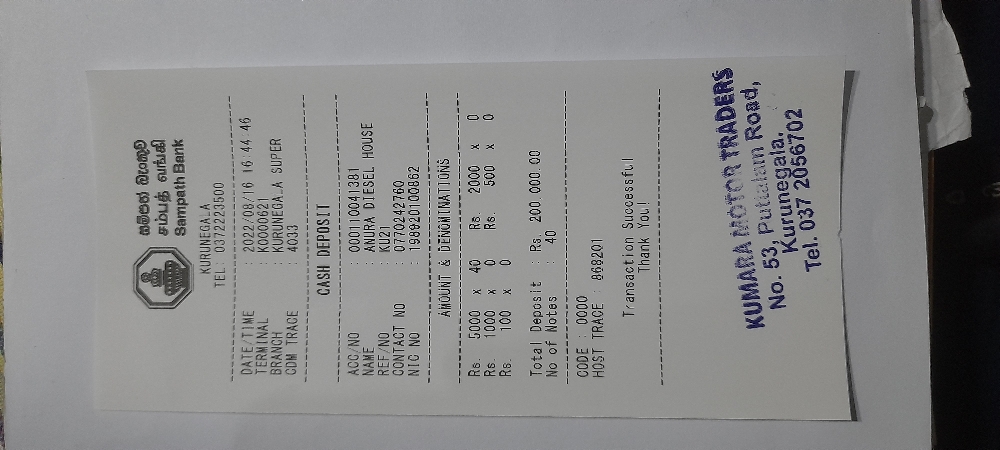 සම්පත් බැංකුව
சம்பத் வங்கி
Sampath Bank
KURUNEGALA
TEL : 0372223500
DATE/TIME : 2022/08/16 16:44:46
TERMINAL : K0000621
BRANCH : KURUNEGALA SUPER
CDM TRACE : 4033
CASH DEPOSIT
ACC/NO : 000110041381
NAME : ANURA DIESEL HOUSE
REF/NO : KU21
CONTACT NO : 0770242760
NIC NO : 198920100862
AMOUNT & DENOMINATIONS
Rs. 5000 x 40 Rs. 2000 x 0
Rs. 1000 x 0 Rs. 500 x 0
Rs. 100 x 0
Total Deposit : Rs. 200 000.00
No of Notes 40
CODE : 0000
HOST TRACE : 868201
Transaction Successful
Thank You!
KUMARA MOTOR TRADERS
No. 53, Puttalam Road,
Kurunegala.
Tel. 037 2056702